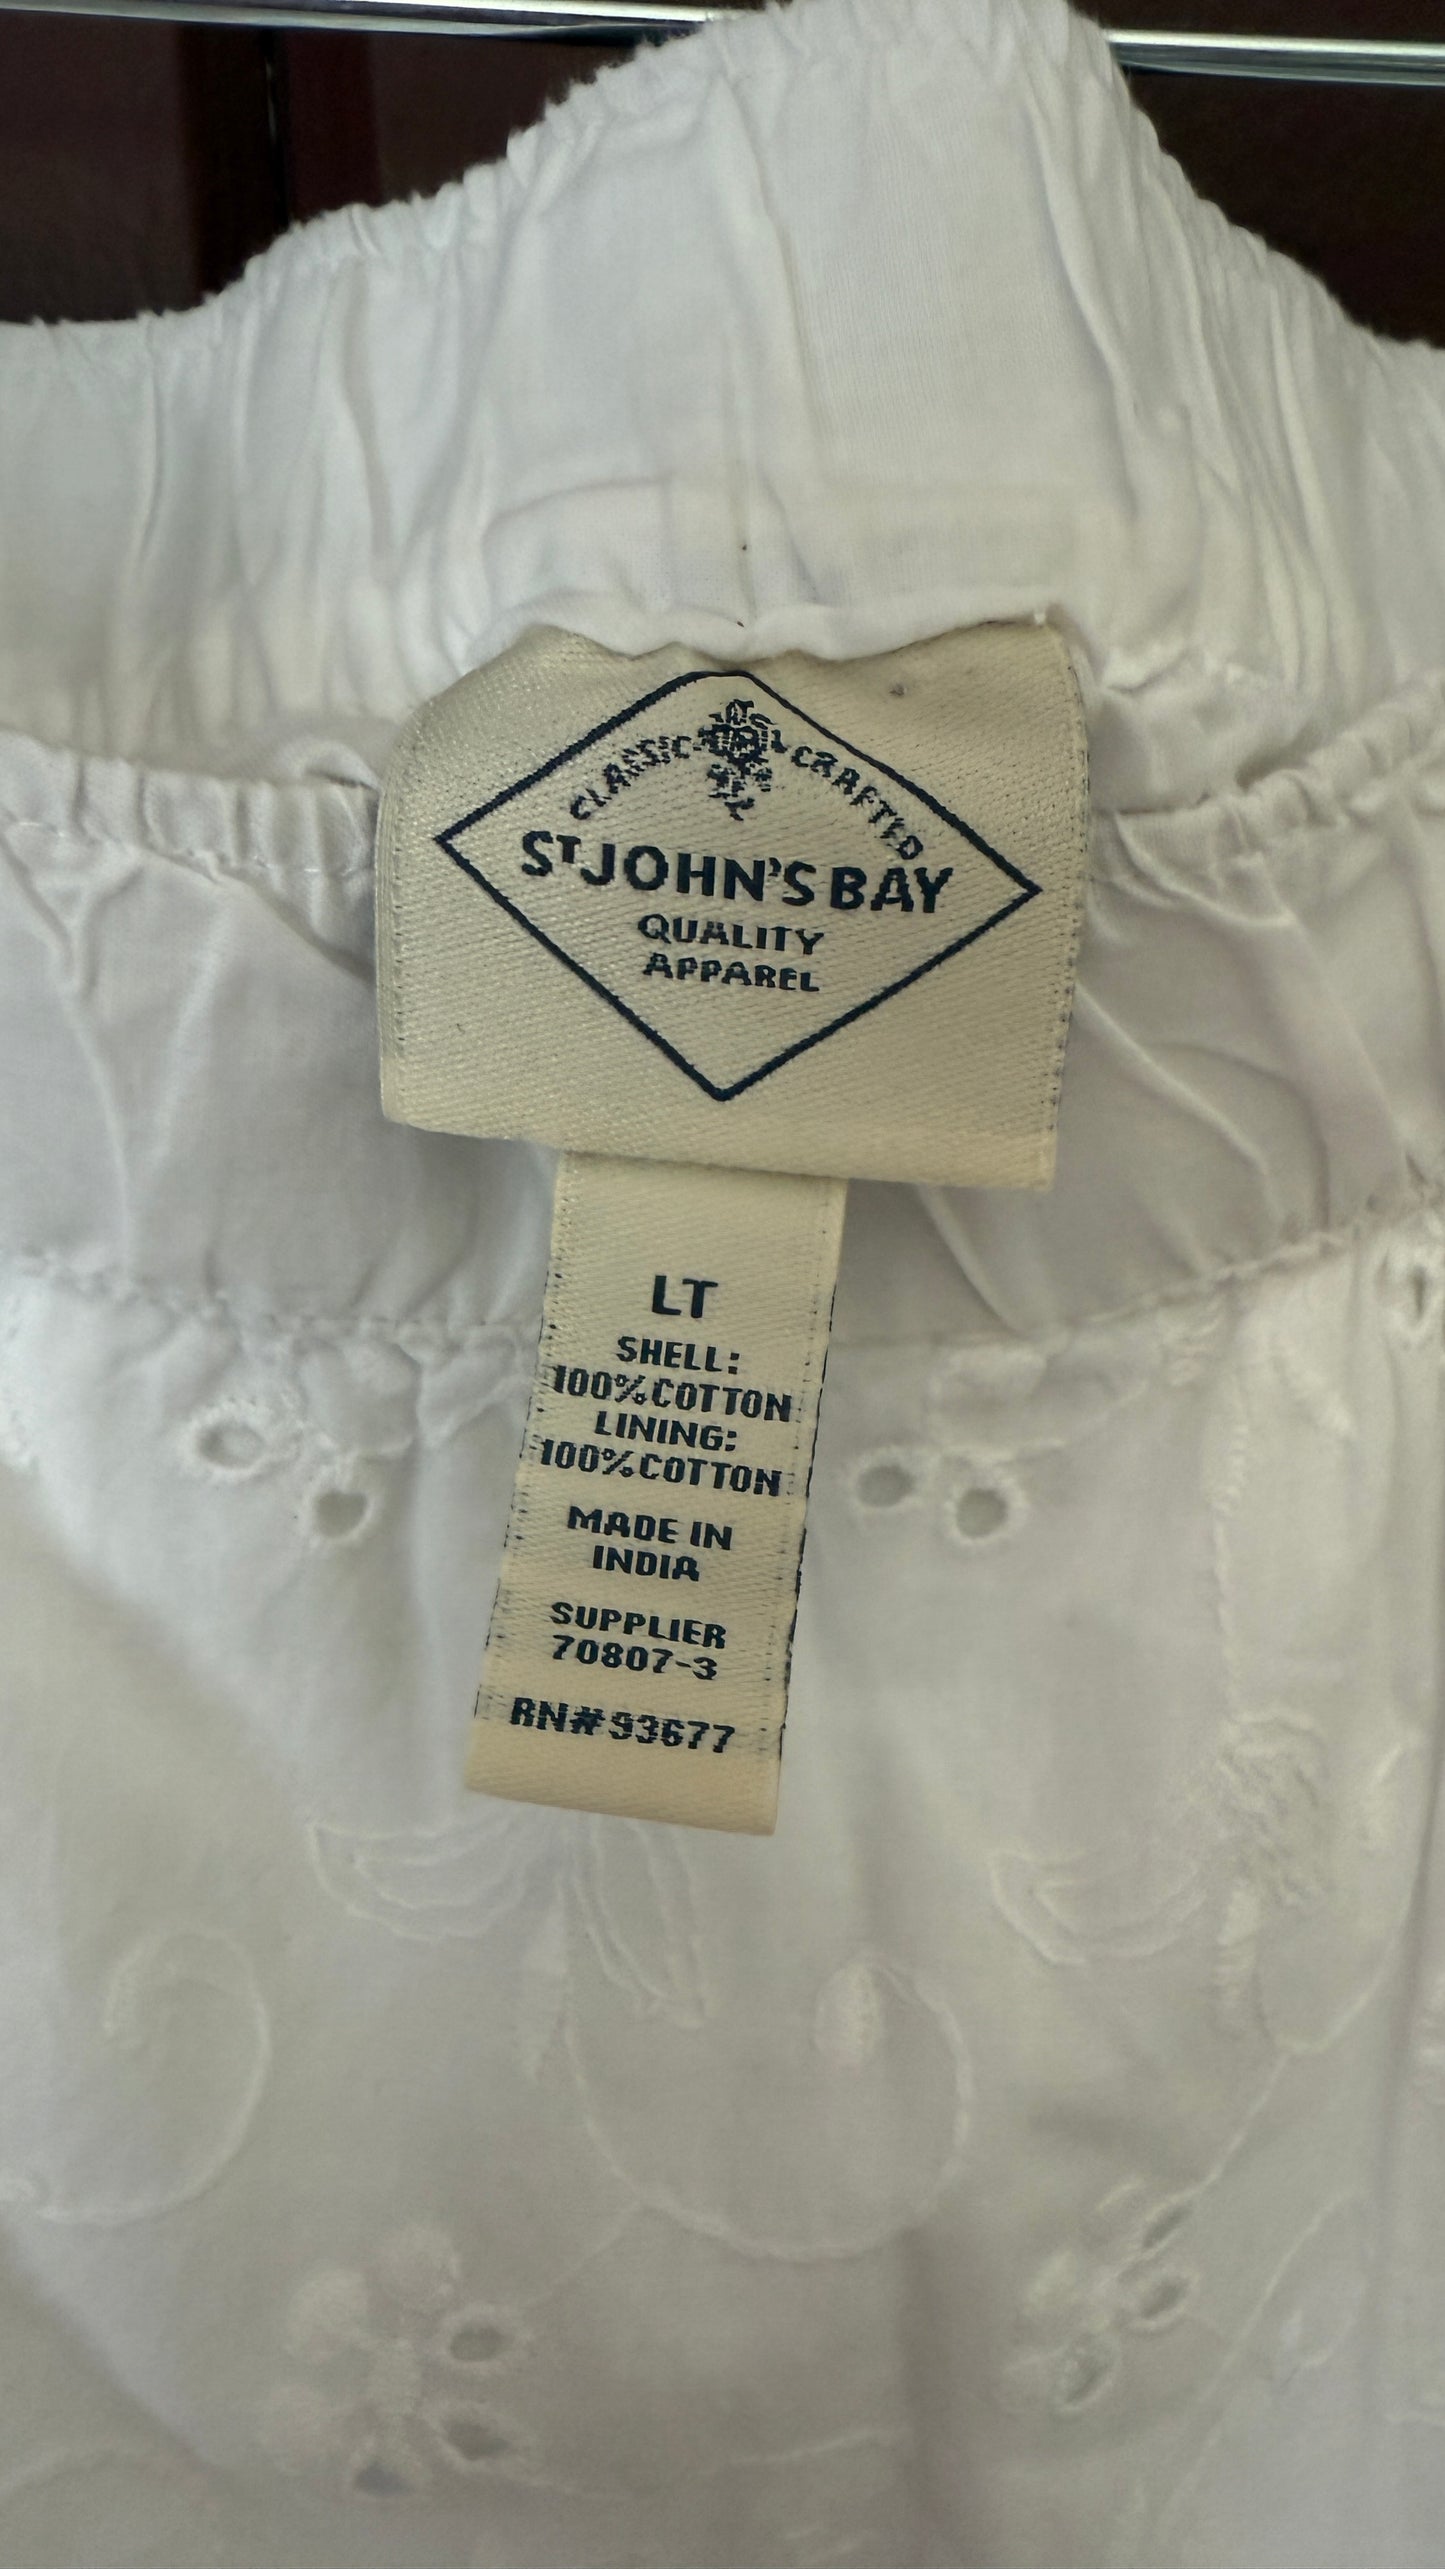 CLASSIC CRAFTED
ST JOHN'S BAY
QUALITY
APPAREL
LT
SHELL:
100% COTTON
LINING:
100% COTTON
MADE IN
INDIA
SUPPLIER
70807-3
RN# 93677